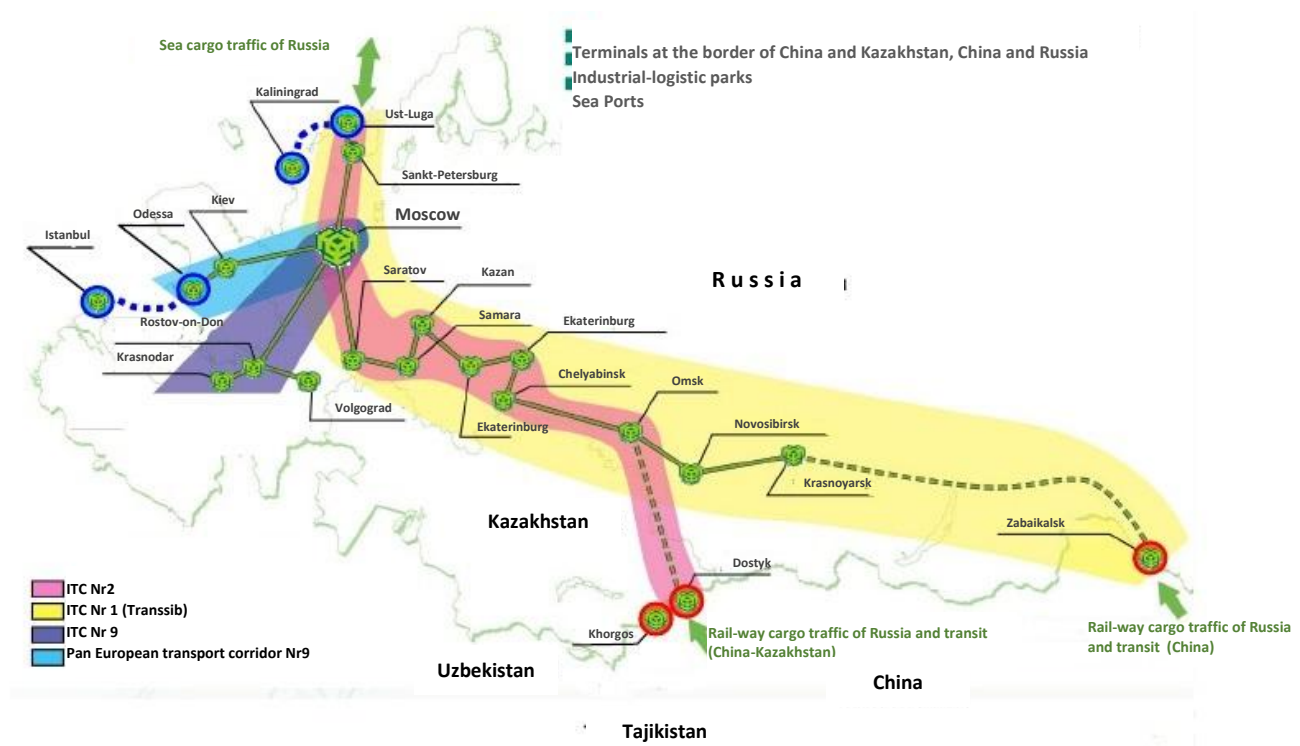 Sea cargo traffic of Russia
Terminals at the border of China and Kazakhstan, China and Russia
Industrial-logistic parks
Sea Ports
Kaliningrad
Ust-Luga
Sankt-Petersburg
Kiev
Odessa
Moscow
Istanbul
Saratov
Kazan
Russia
Rostov-on-Don
Samara
Ekaterinburg
Krasnodar
Chelyabinsk
Omsk
Volgograd
Ekaterinburg
Novosibirsk
Krasnoyarsk
Kazakhstan
Zabaikalsk
Dostyk
ITC Nr2
ITC Nr 1 (Transsib)
ITC Nr 9
Pan European transport corridor Nr9
Khorgos
Rail-way cargo traffic of Russia and transit
(China-Kazakhstan)
Rail-way cargo traffic of Russia
and transit (China)
Uzbekistan
China
Tajikistan